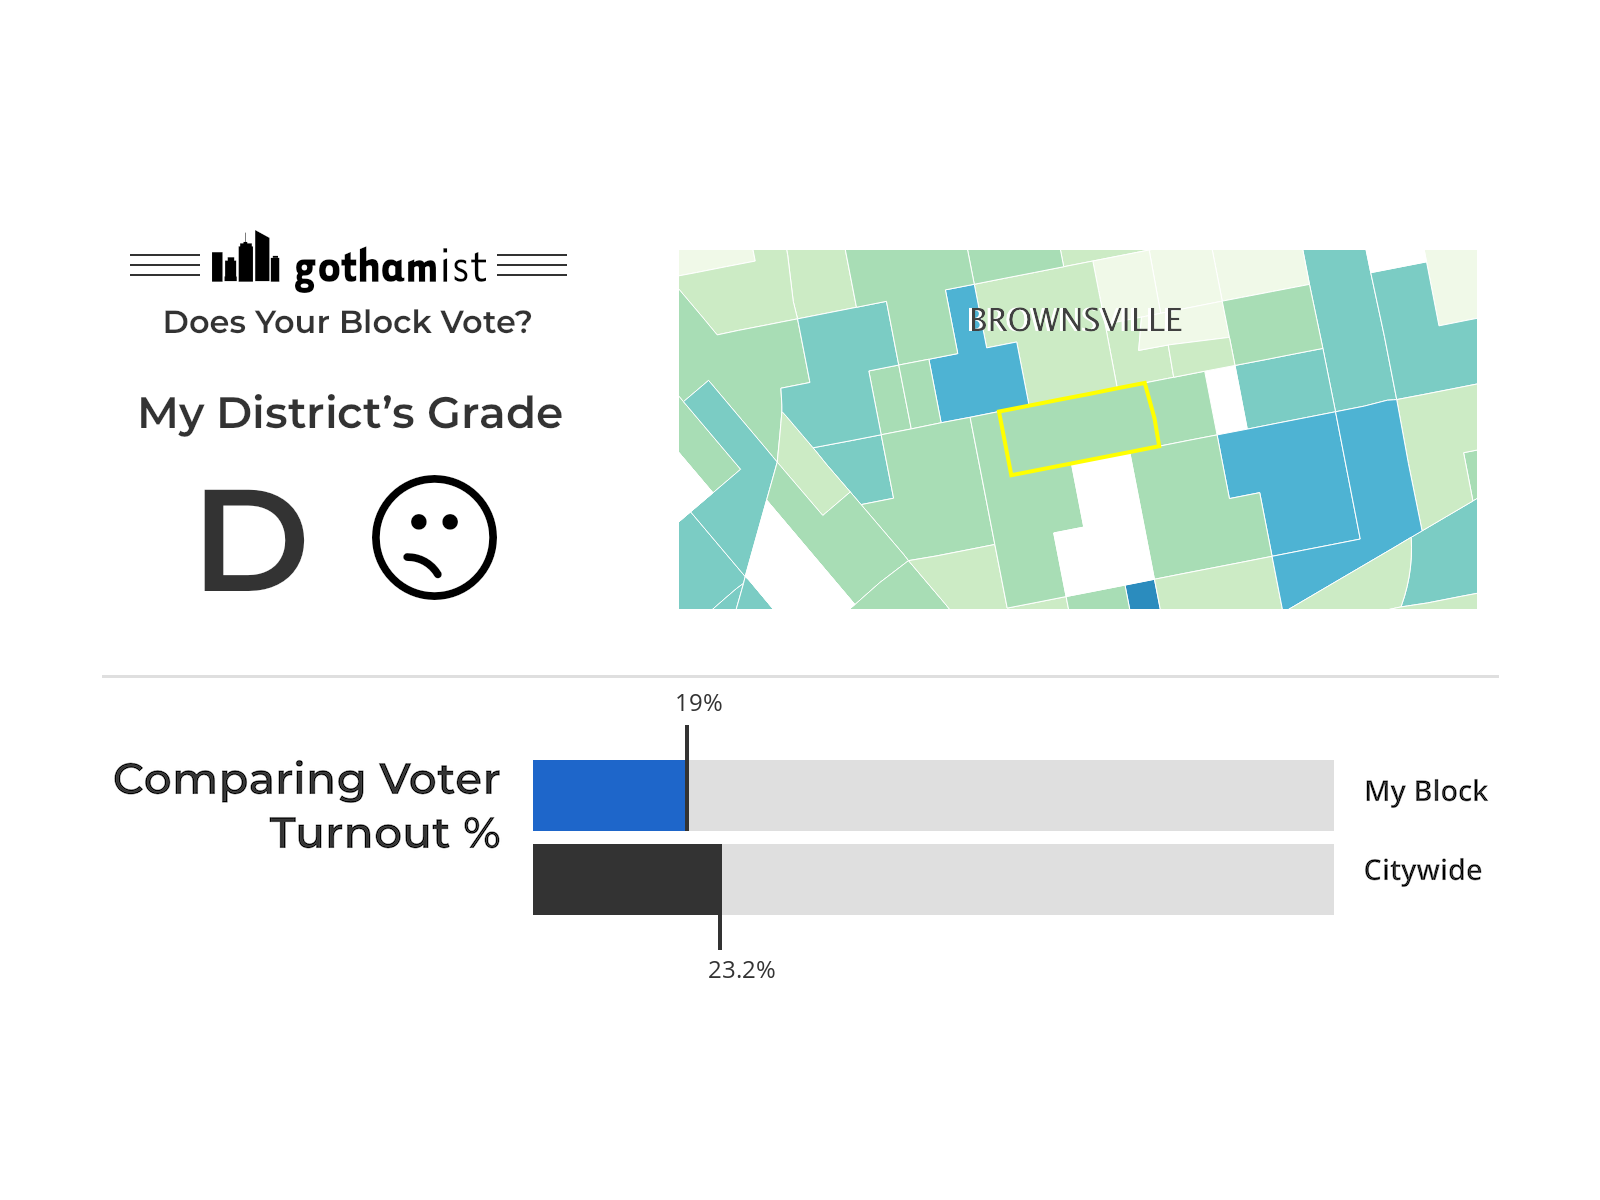 gothamist
Does Your Block Vote?
My District’s Grade
D
BROWNSVILLE
19%
Comparing Voter
Turnout %
My Block
Citywide
23.2%